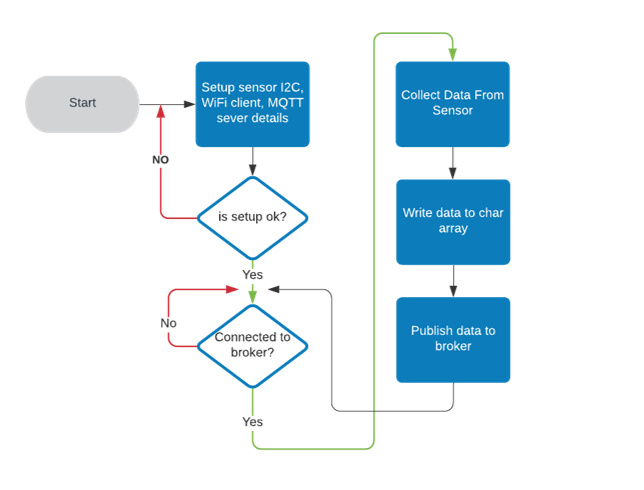 Start
Setup sensor I2C,
WiFi client, MQTT
sever details
NO
is setup ok?
Yes
No
Connected to
broker?
Yes
Collect Data From
Sensor
Write data to char
array
Publish data to
broker